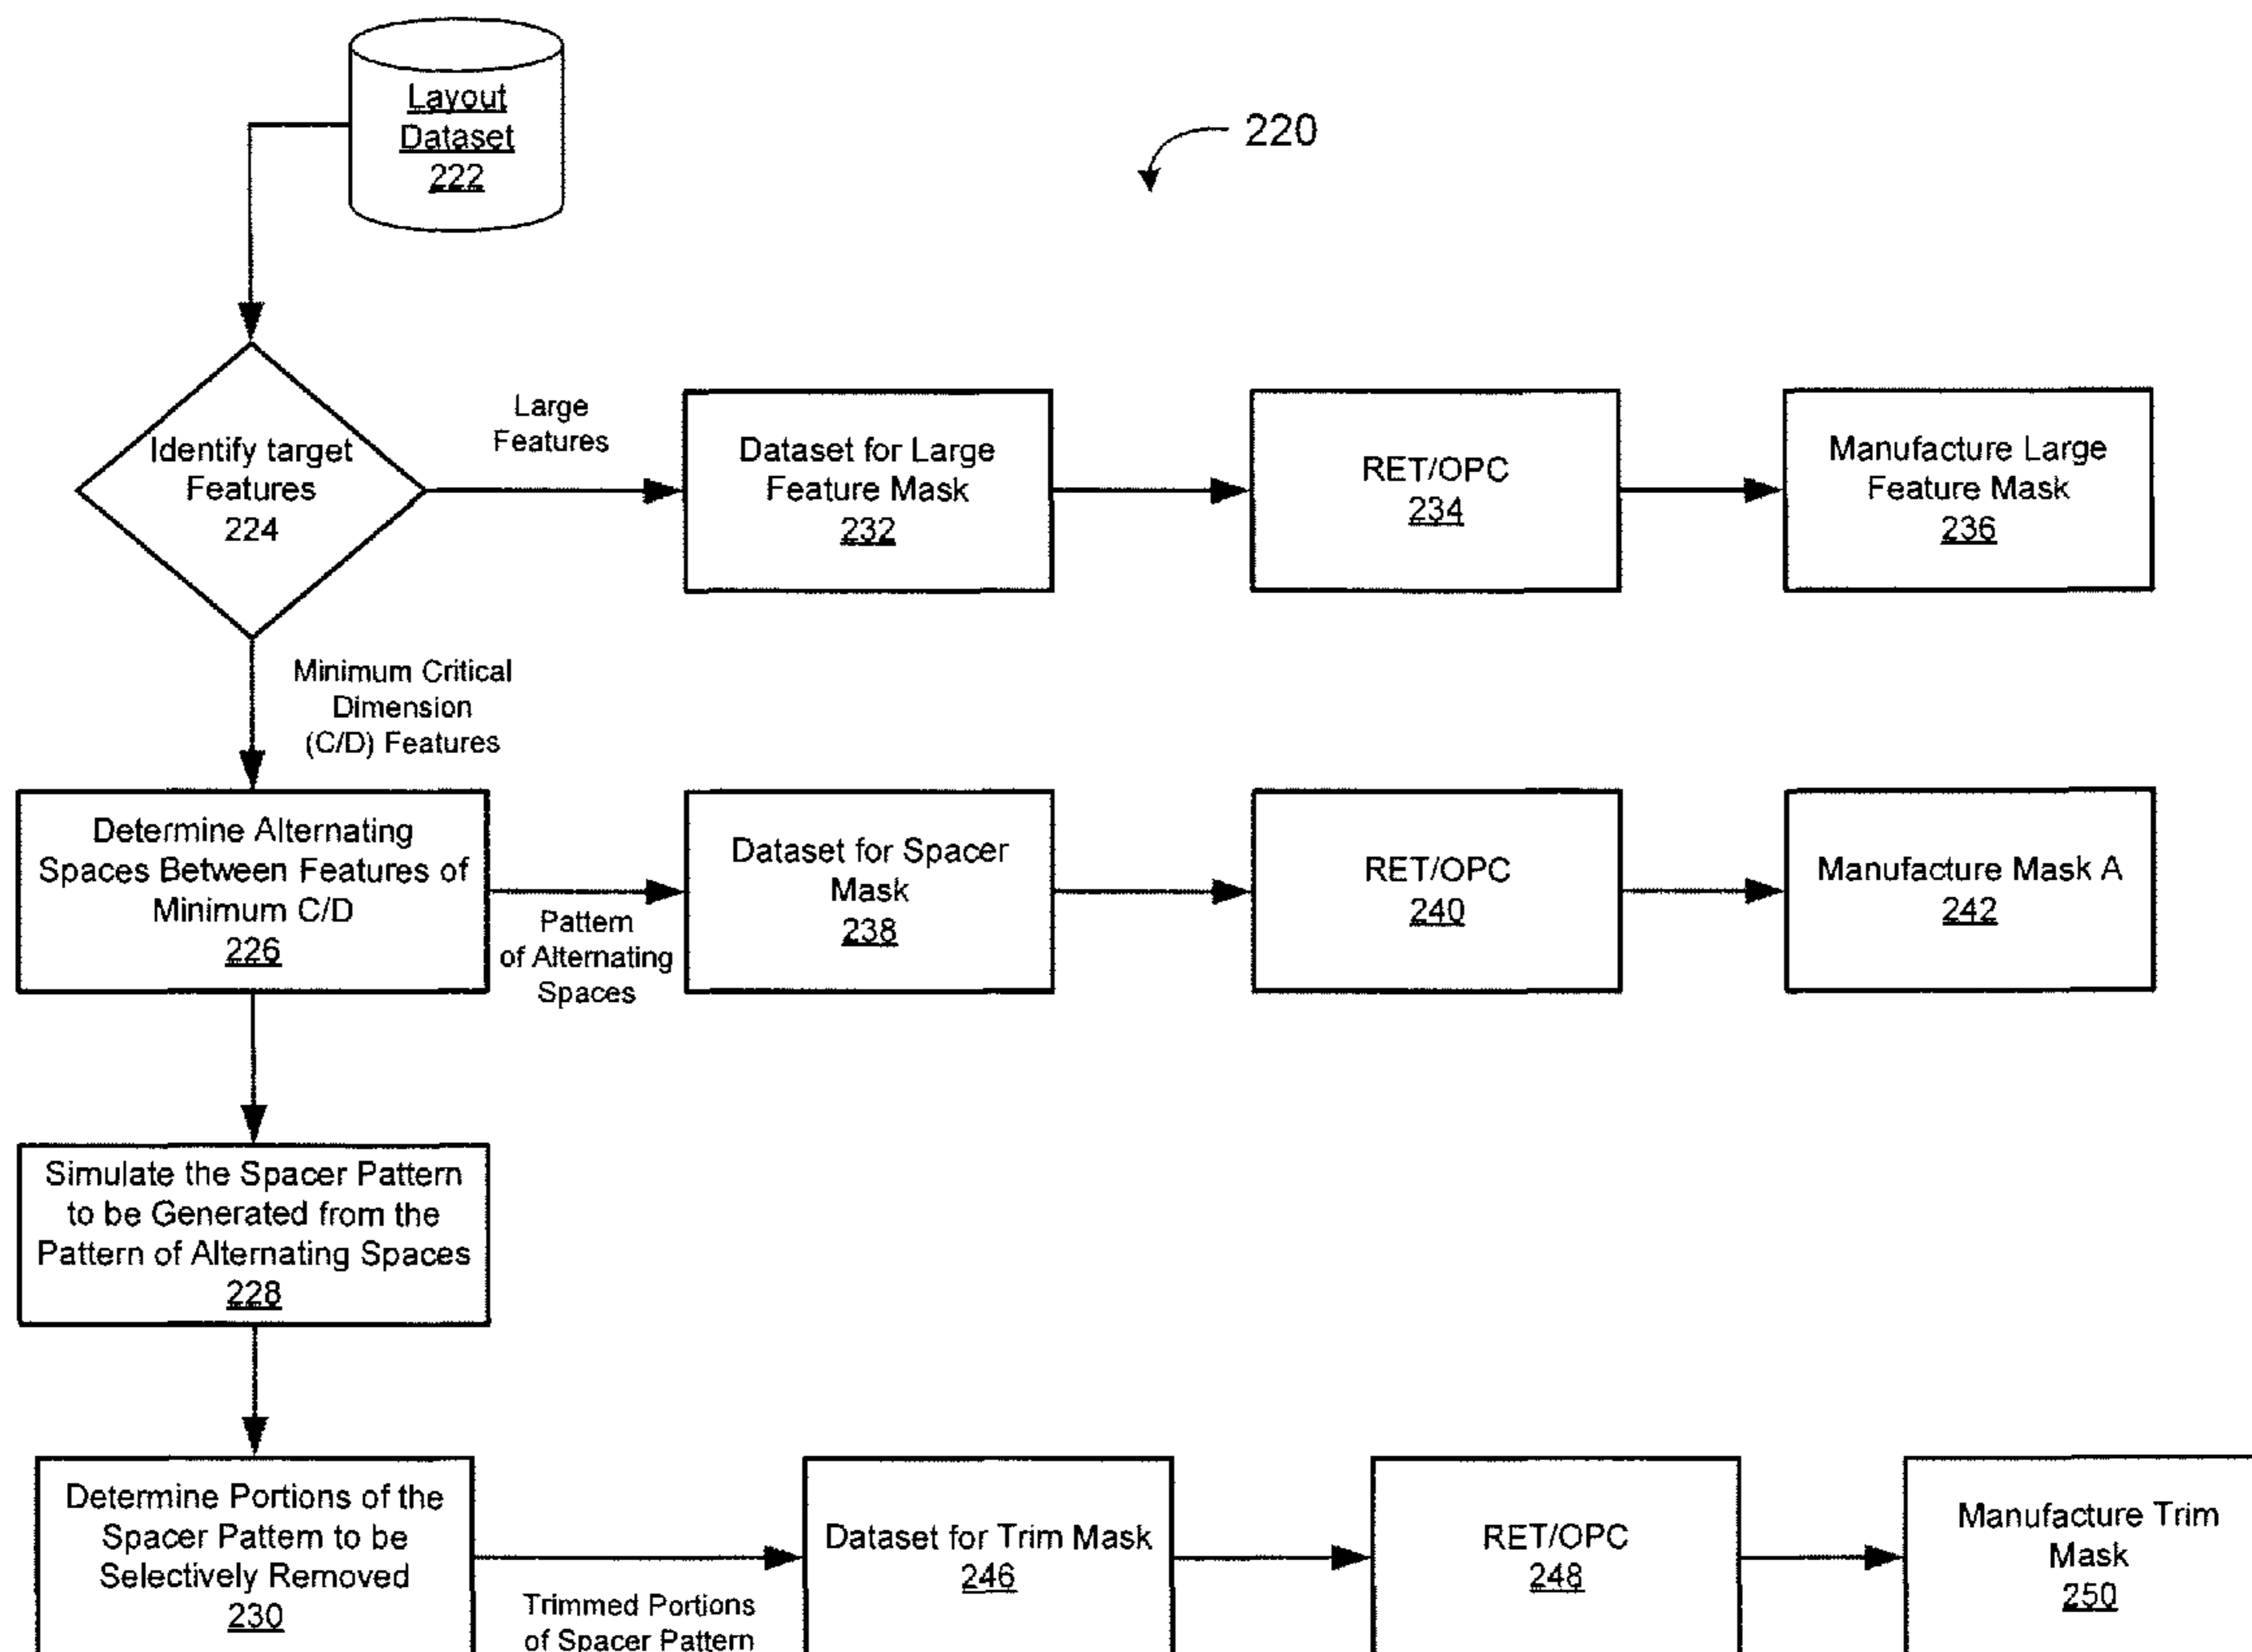 Layout
Dataset
222
220
Identify target
Features
224
Large
Features
Dataset for Large
Feature Mask
232
RET/OPC
234
Manufacture Large
Feature Mask
236
Minimum Critical
Dimension
(C/D) Features
Determine Alternating
Spaces Between Features of
Minimum C/D
226
Pattern
of Alternating
Spaces
Dataset for Spacer
Mask
238
RET/OPC
240
Manufacture Mask A
242
Simulate the Spacer Pattern
to be Generated from the
Pattern of Alternating Spaces
228
Determine Portions of the
Spacer Pattern to be
Selectively Removed
230
Trimmed Portions
of Spacer Pattern
Dataset for Trim Mask
246
RET/OPC
248
Manufacture Trim
Mask
250